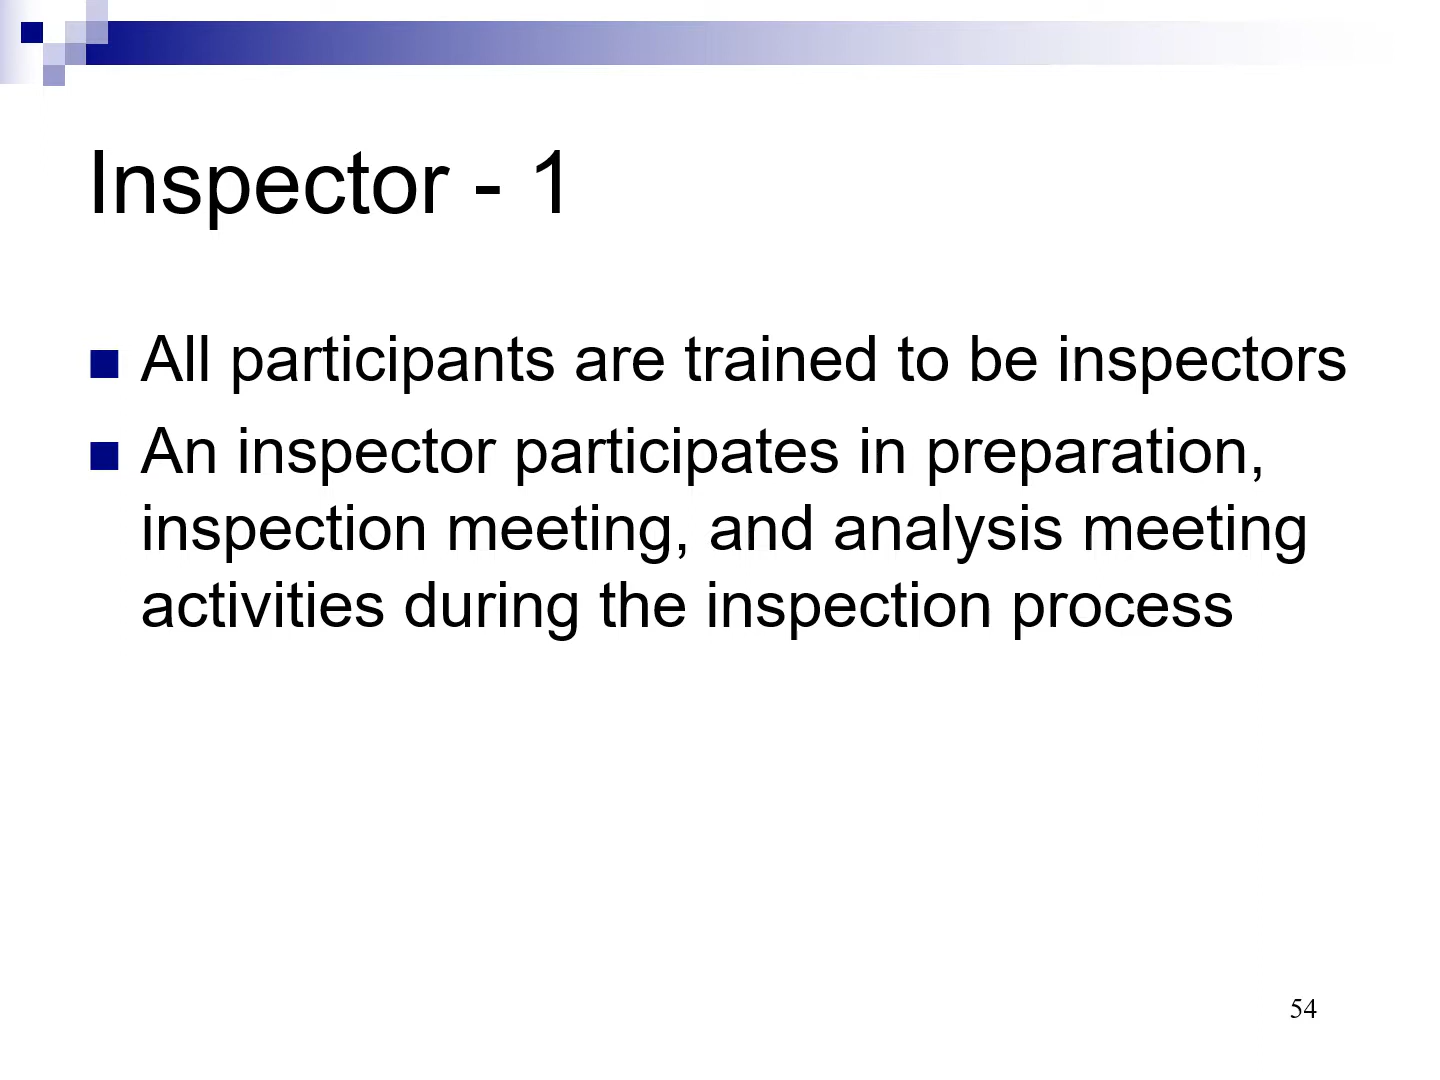 Inspector - 1
All participants are trained to be inspectors
An inspector participates in preparation,
inspection meeting, and analysis meeting
activities during the inspection process
54